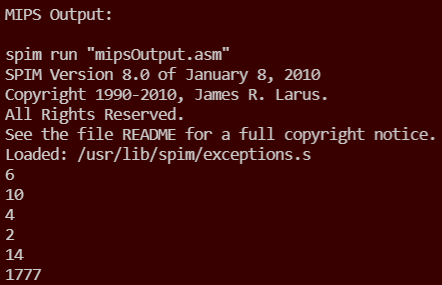 MIPS Output:
spim run "mipsOutput.asm"
SPIM Version 8.0 of January 8, 2010
Copyright 1990-2010, James R. Larus.
All Rights Reserved.
See the file README for a full copyright notice.
Loaded: /usr/lib/spim/exceptions.s
6
10
4
2
14
1777